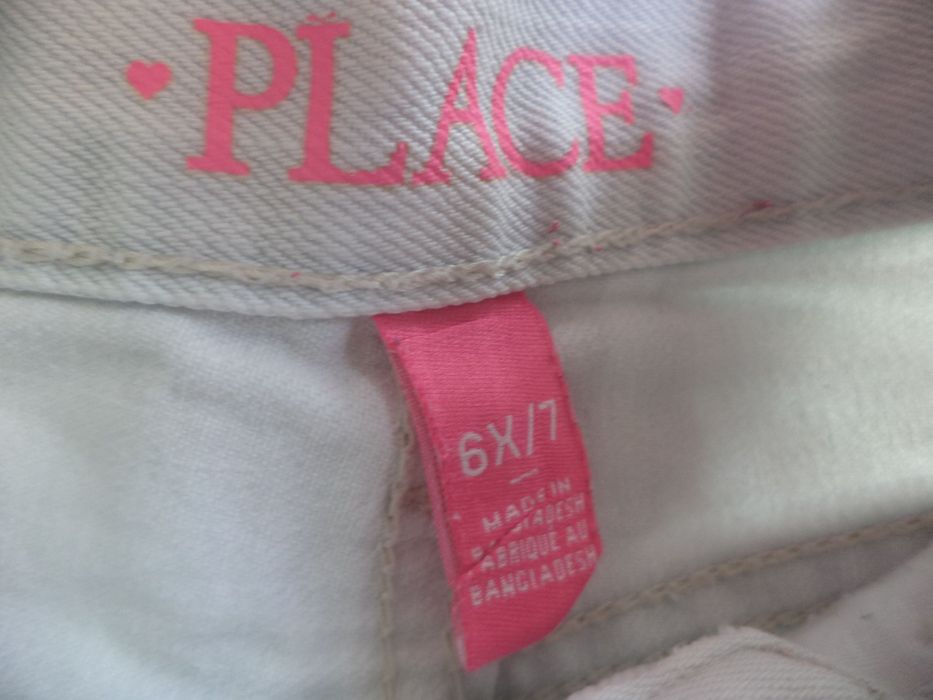 PLACE
6X/7
MADE IN
BANGLADESH
FABRIQUE AU
BANGLADESH